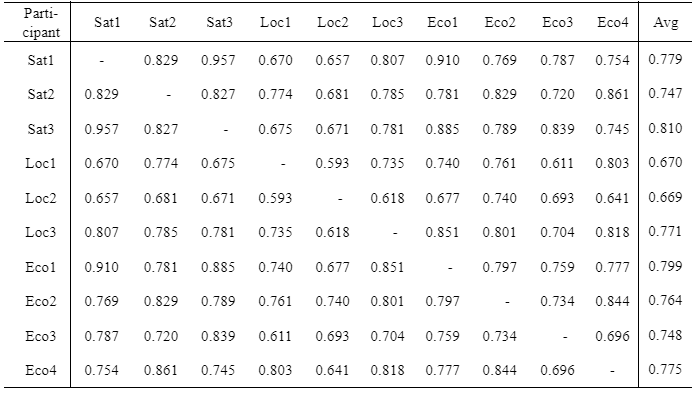 Parti-
cipant Sat1 Sat2 Sat3 Loc1 Loc2 Loc3 Eco1 Eco2 Eco3 Eco4 Avg
Sat1 - 0.829 0.957 0.670 0.657 0.807 0.910 0.769 0.787 0.754 0.779
Sat2 0.829 - 0.827 0.774 0.681 0.785 0.781 0.829 0.720 0.861 0.747
Sat3 0.957 0.827 - 0.675 0.671 0.781 0.885 0.789 0.839 0.745 0.810
Loc1 0.670 0.774 0.675 - 0.593 0.735 0.740 0.761 0.611 0.803 0.670
Loc2 0.657 0.681 0.671 0.593 - 0.618 0.677 0.740 0.693 0.641 0.669
Loc3 0.807 0.785 0.781 0.735 0.618 - 0.851 0.801 0.704 0.818 0.771
Eco1 0.910 0.781 0.885 0.740 0.677 0.851 - 0.797 0.759 0.777 0.799
Eco2 0.769 0.829 0.789 0.761 0.740 0.801 0.797 - 0.734 0.844 0.764
Eco3 0.787 0.720 0.839 0.611 0.693 0.704 0.759 0.734 - 0.696 0.748
Eco4 0.754 0.861 0.745 0.803 0.641 0.818 0.777 0.844 0.696 - 0.775